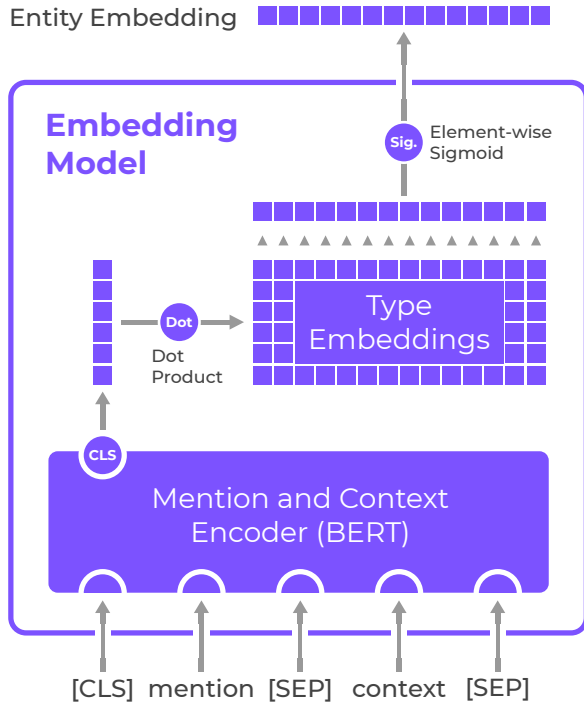 Entity Embedding
Embedding
Model
Sig.
Element-wise
Sigmoid
Type
Embeddings
Dot
Dot
Product
CLS
Mention and Context
Encoder (BERT)
[CLS] mention [SEP] context [SEP]